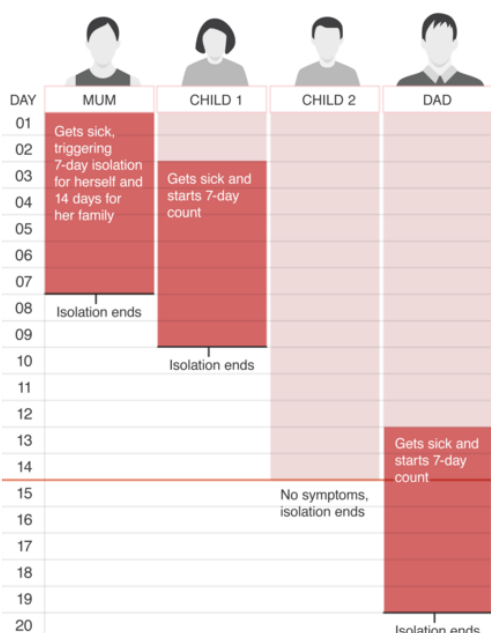 DAY MUM CHILD 1 CHILD 2 DAD
01
Gets sick,
triggering
7-day isolation
for herself and
14 days for
her family
02
03
Gets sick and
starts 7-day
count
04
05
06
07
08
Isolation ends
09
10
Isolation ends
11
12
13
Gets sick and
starts 7-day
count
14
15
No symptoms,
isolation ends
16
17
18
19
20
Isolation ends